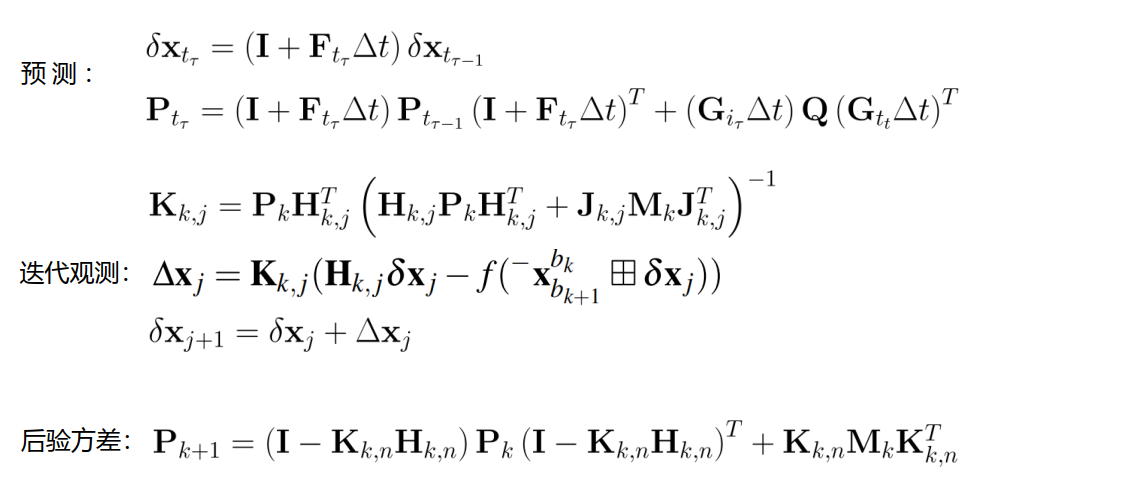 δx_{t_τ} = (I + F_{t_τ}Δt) δx_{t_{τ-1}}
预 测 :
P_{t_τ} = (I + F_{t_τ}Δt) P_{t_{τ-1}} (I + F_{t_τ}Δt)^T + (G_{i_τ}Δt) Q (G_{t_t}Δt)^T
K_{k,j} = P_k H_{k,j}^T (H_{k,j} P_k H_{k,j}^T + J_{k,j} M_k J_{k,j}^T)^{-1}
迭代观测: Δx_j = K_{k,j}(H_{k,j}δx_j − f(^−x_{b_{k+1}}^{b_k} ⊞ δx_j))
δx_{j+1} = δx_j + Δx_j
后验方差: P_{k+1} = (I − K_{k,n}H_{k,n}) P_k (I − K_{k,n}H_{k,n})^T + K_{k,n}M_kK_{k,n}^T